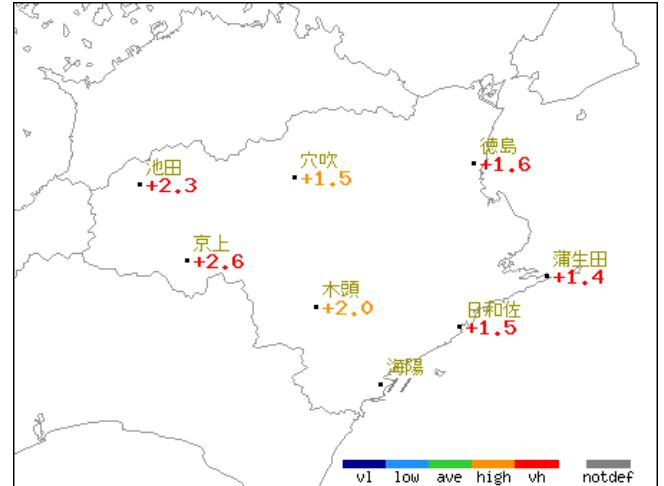 徳島
+1.6
池田
+2.3
穴吹
+1.5
京上
+2.6
蒲生田
+1.4
木頭
+2.0
日和佐
+1.5
海陽
vl low ave high vh notdef